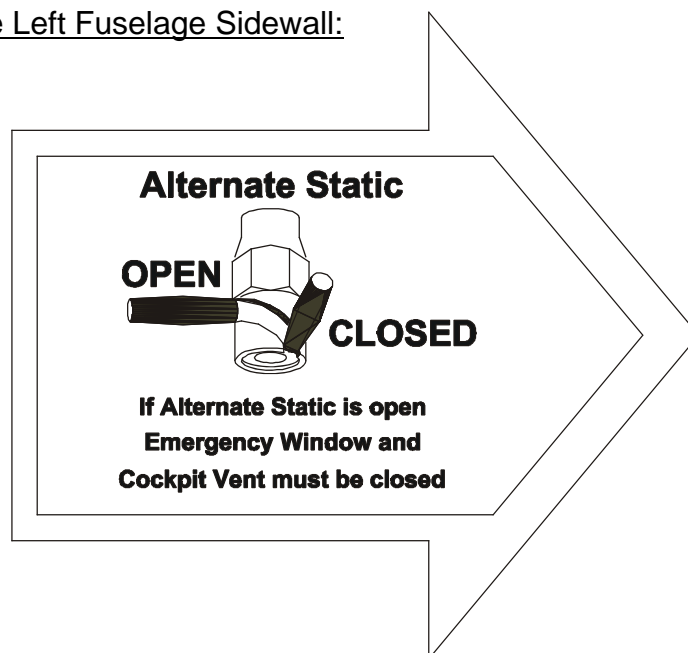 Left Fuselage Sidewall:
Alternate Static
OPEN
CLOSED
If Alternate Static is open
Emergency Window and
Cockpit Vent must be closed